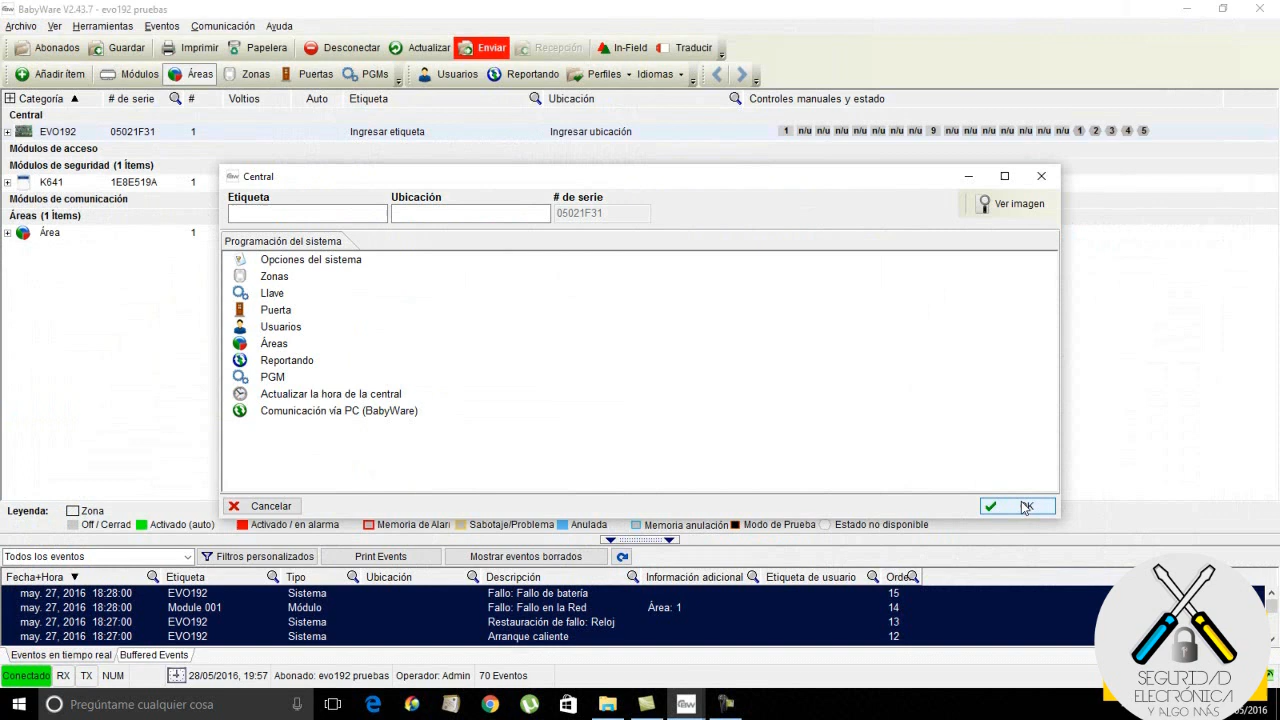 BabyWare V2.43.7 - evo192 pruebas
Archivo Ver Herramientas Eventos Comunicación Ayuda
Abonados Guardar Imprimir Papelera Desconectar Actualizar Enviar Recepción In-Field Traducir
Añadir ítem Módulos Áreas Zonas Puertas PGMs Usuarios Reportando Perfiles Idiomas
Categoría # de serie # Voltios Auto Etiqueta Ubicación Controles manuales y estado
Central
EVO192 05021F31 1 Ingresar etiqueta Ingresar ubicación 1 n/u n/u n/u n/u n/u n/u n/u 9 n/u n/u n/u n/u n/u n/u n/u 1 2 3 4 5
Módulos de acceso
Módulos de seguridad (1 Ítems)
K641 1E8E519A 1
Módulos de comunicación
Áreas (1 Ítems)
Área 1
Central
Etiqueta Ubicación # de serie
05021F31
Ver imagen
Programación del sistema
Opciones del sistema
Zonas
Llave
Puerta
Usuarios
Áreas
Reportando
PGM
Actualizar la hora de la central
Comunicación vía PC (BabyWare)
Cancelar
Leyenda: Zona
Off / Cerrad Activado (auto) Activado / en alarma Memoria de Alari Sabotaje/Problema Anulada Memoria anulación Modo de Prueba Estado no disponible
Todos los eventos Filtros personalizados Print Events Mostrar eventos borrados
Fecha+Hora Etiqueta Tipo Ubicación Descripción Información adicional Etiqueta de usuario Orde
may. 27, 2016 18:28:00 EVO192 Sistema Fallo: Fallo de batería 15
may. 27, 2016 18:28:00 Module 001 Módulo Fallo: Fallo en la Red Área: 1 14
may. 27, 2016 18:27:00 EVO192 Sistema Restauración de fallo: Reloj 13
may. 27, 2016 18:27:00 EVO192 Sistema Arranque caliente 12
Eventos en tiempo real Buffered Events
Conectado RX TX NUM 28/05/2016, 19:57 Abonado: evo192 pruebas Operador: Admin 70 Eventos
Pregúntame cualquier cosa
SEGURIDAD
ELECTRÓNICA
Y ALGO MÁS